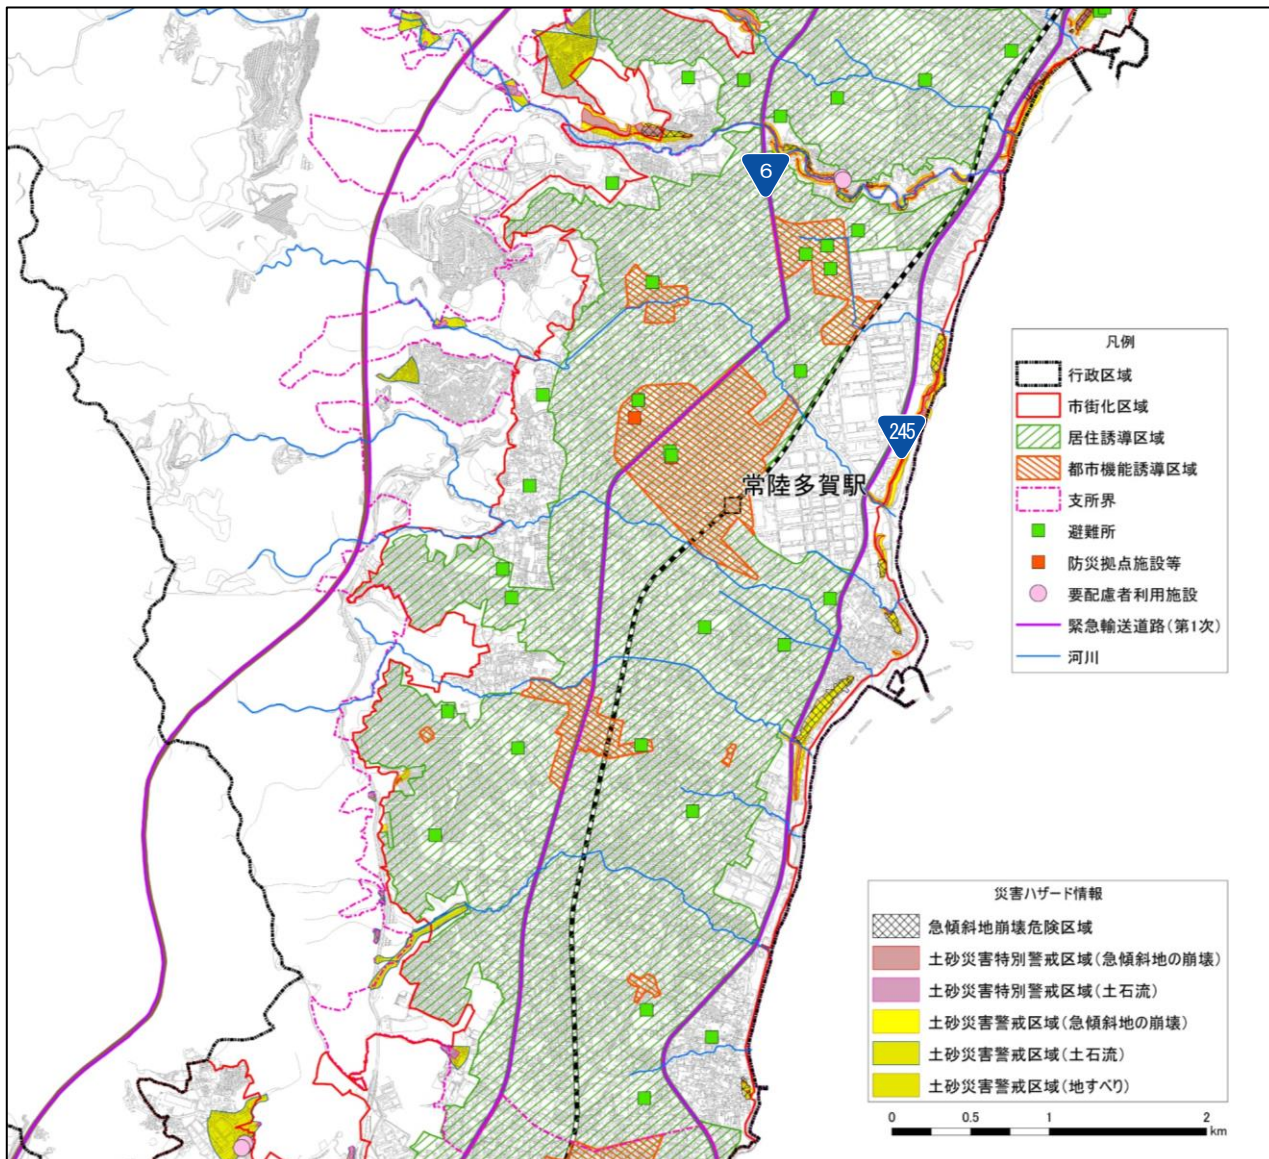 6
245
常陸多賀駅
凡例
行政区域
市街化区域
居住誘導区域
都市機能誘導区域
支所界
避難所
防災拠点施設等
要配慮者利用施設
緊急輸送道路(第1次)
河川
災害ハザード情報
急傾斜地崩壊危険区域
土砂災害特別警戒区域(急傾斜地の崩壊)
土砂災害特別警戒区域(土石流)
土砂災害警戒区域(急傾斜地の崩壊)
土砂災害警戒区域(土石流)
土砂災害警戒区域(地すべり)
0 0.5 1 2
km